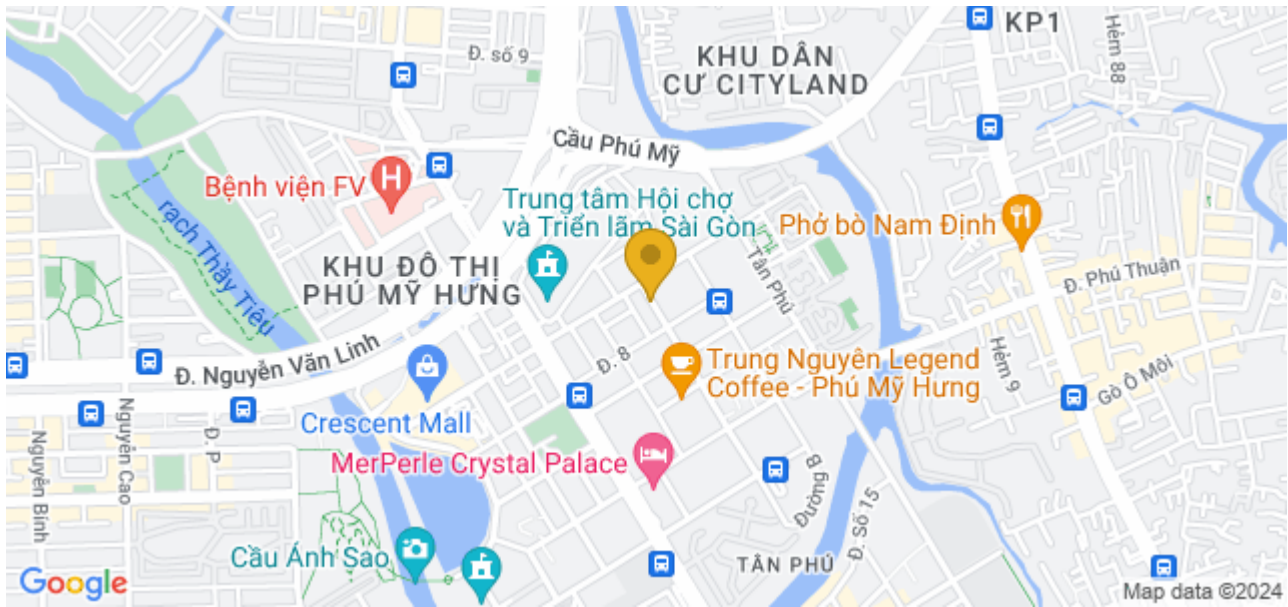 Đ. số 9
KHU DÂN
CƯ CITYLAND
KP1
Hẻm 88
Cầu Phú Mỹ
Bệnh viện FV
Trung tâm Hội chợ
và Triển lãm Sài Gòn
Phở bò Nam Định
rạch Thầy Tiêu
KHU ĐÔ THỊ
PHÚ MỸ HƯNG
Tân Phú
Đ. Phú Thuận
Đ. Nguyễn Văn Linh
Đ. 8
Trung Nguyên Legend
Coffee - Phú Mỹ Hưng
Hẻm 9
Gò Ô Môi
Crescent Mall
Nguyễn Bính
Nguyễn Cao
Đ. P
MerPerle Crystal Palace
Đường B
Đ. Số 15
Cầu Ánh Sao
TÂN PHÚ
Google
Map data ©2024